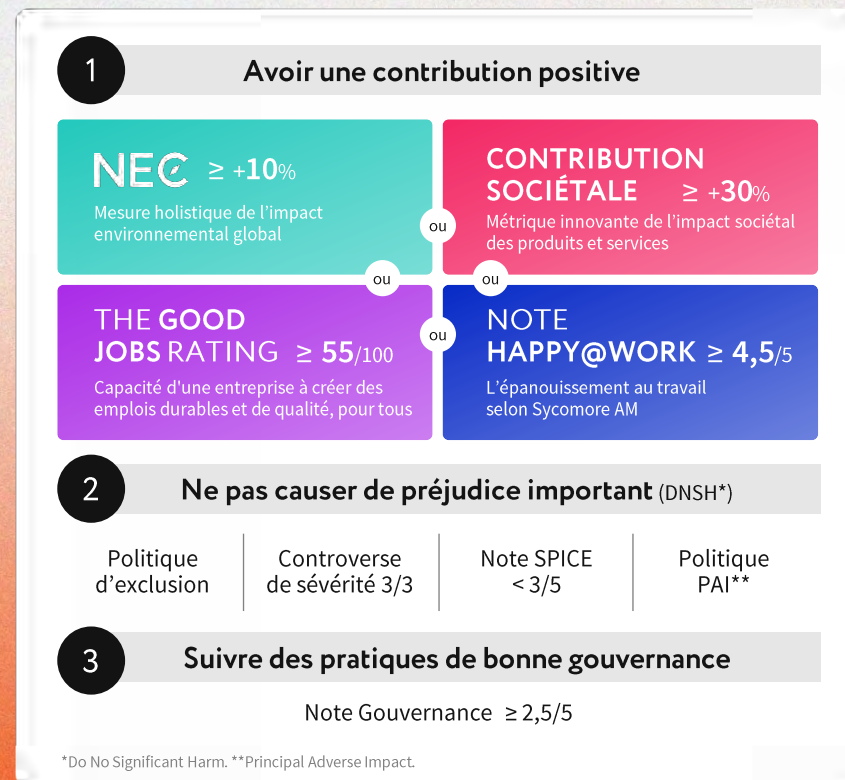 1
Avoir une contribution positive
NEC ≥ +10%
Mesure holistique de l’impact
environnemental global
ou
CONTRIBUTION
SOCIÉTALE ≥ +30%
Métrique innovante de l’impact sociétal
des produits et services
ou
ou
THE GOOD
JOBS RATING ≥ 55/100
Capacité d'une entreprise à créer des
emplois durables et de qualité, pour tous
ou
NOTE
HAPPY@WORK ≥ 4,5/5
L’épanouissement au travail
selon Sycomore AM
2
Ne pas causer de préjudice important (DNSH*)
Politique
d’exclusion
Controverse
de sévérité 3/3
Note SPICE
< 3/5
Politique
PAI**
3
Suivre des pratiques de bonne gouvernance
Note Gouvernance ≥ 2,5/5
*Do No Significant Harm. **Principal Adverse Impact.